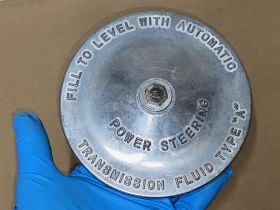 FILL TO LEVEL WITH AUTOMATIC
TRANSMISSION FLUID TYPE "A"
POWER STEERING